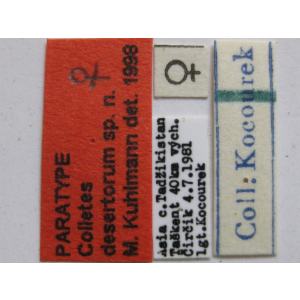 ♀
PARATYPE
Colletes
desertorum sp. n.
M. Kuhlmann det. 1998
♀
Asia c.Tadžikistan
Taškent 40km vých.
Čirčik 4.7.1981
lgt.Kocourek
Coll. Kocourek